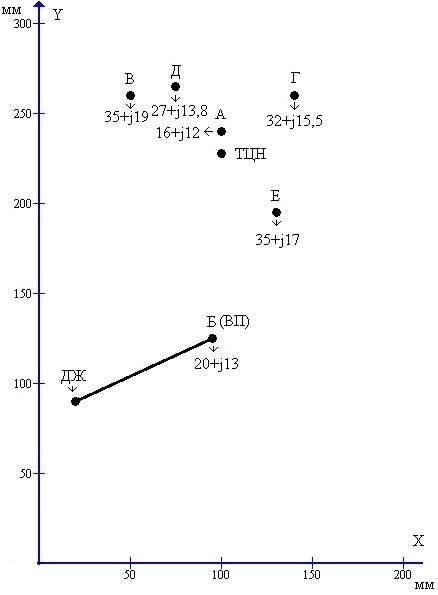 мм
300
Y
В
Д
Г
250
35+j19
27+j13,8
А
32+j15,5
16+j12
ТЦН
200
Е
35+j17
150
Б (ВП)
20+j13
ДЖ
100
50
X
50
100
150
200
мм